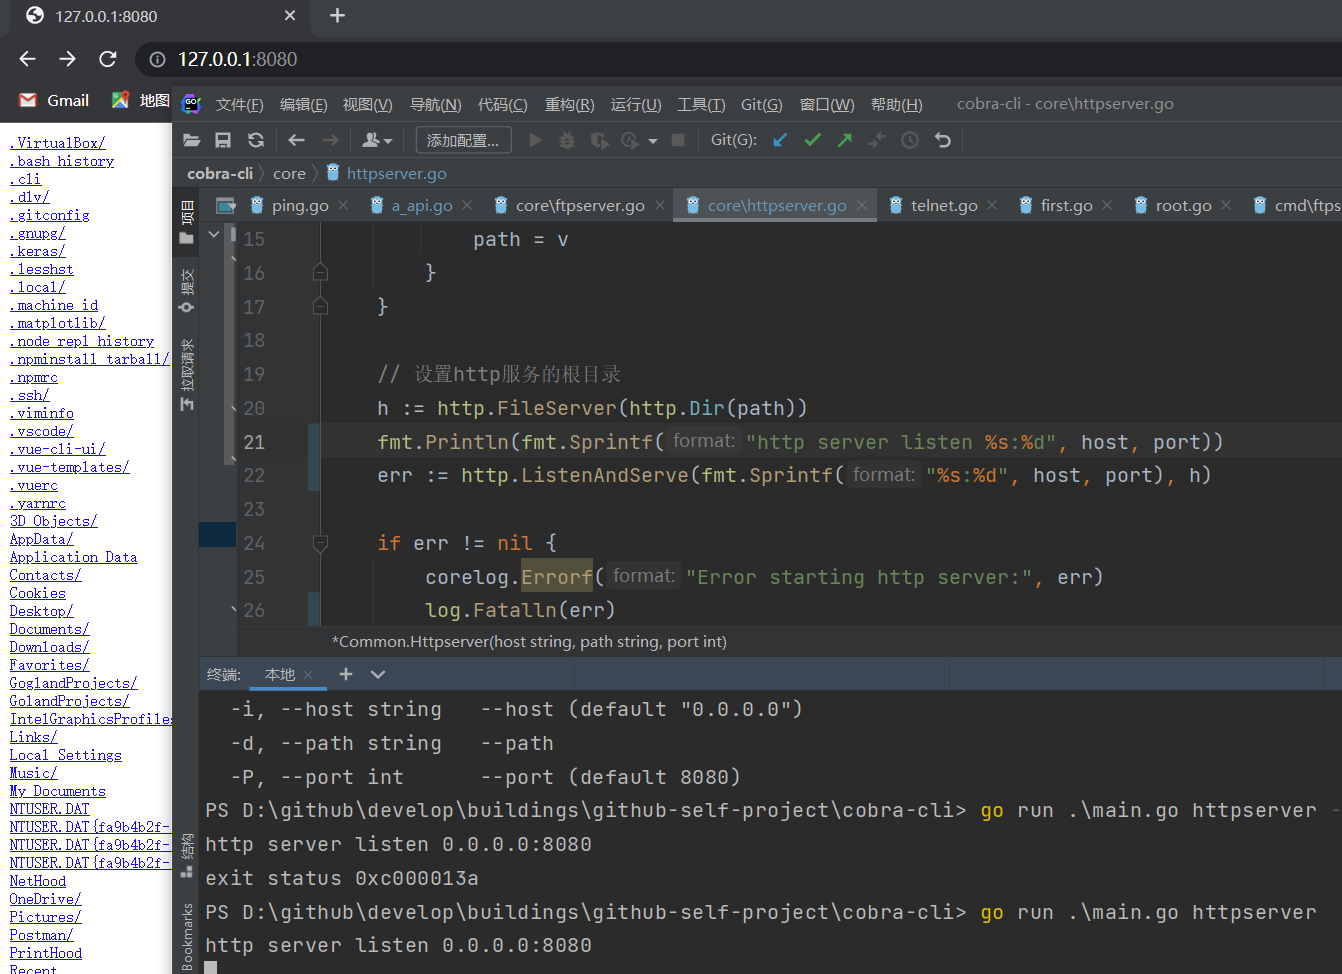 127.0.0.1:8080
127.0.0.1:8080
Gmail
地图
文件(F) 编辑(E) 视图(V) 导航(N) 代码(C) 重构(R) 运行(U) 工具(T) Git(G) 窗口(W) 帮助(H) cobra-cli - core\httpserver.go
添加配置... Git(G):
cobra-cli core httpserver.go
ping.go a_api.go core\ftpserver.go core\httpserver.go telnet.go first.go root.go cmd\ftps
项目
提交
拉取请求
结构
Bookmarks
.VirtualBox/
.bash_history
.cli
.dlv/
.gitconfig
.gnupg/
.keras/
.lesshst
.local/
.machine_id
.matplotlib/
.node_repl_history
.npminstall_tarball/
.npmrc
.ssh/
.viminfo
.vscode/
.vue-cli-ui/
.vue-templates/
.vuerc
.yarnrc
3D Objects/
AppData/
Application Data
Contacts/
Cookies
Desktop/
Documents/
Downloads/
Favorites/
GoglandProjects/
GolandProjects/
IntelGraphicsProfiles
Links/
Local Settings
Music/
My Documents
NTUSER.DAT
NTUSER.DAT{fa9b4b2f-
NTUSER.DAT{fa9b4b2f-
NTUSER.DAT{fa9b4b2f-
NetHood
OneDrive/
Pictures/
Postman/
PrintHood
Recent
15 path = v
16 }
17 }
18
19 // 设置http服务的根目录
20 h := http.FileServer(http.Dir(path))
21 fmt.Println(fmt.Sprintf( format: "http server listen %s:%d", host, port))
22 err := http.ListenAndServe(fmt.Sprintf( format: "%s:%d", host, port), h)
23
24 if err != nil {
25 corelog.Errorf( format: "Error starting http server:", err)
26 log.Fatalln(err)
*Common.Httpserver(host string, path string, port int)
终端: 本地
-i, --host string --host (default "0.0.0.0")
-d, --path string --path
-P, --port int --port (default 8080)
PS D:\github\develop\buildings\github-self-project\cobra-cli> go run .\main.go httpserver -
http server listen 0.0.0.0:8080
exit status 0xc000013a
PS D:\github\develop\buildings\github-self-project\cobra-cli> go run .\main.go httpserver
http server listen 0.0.0.0:8080